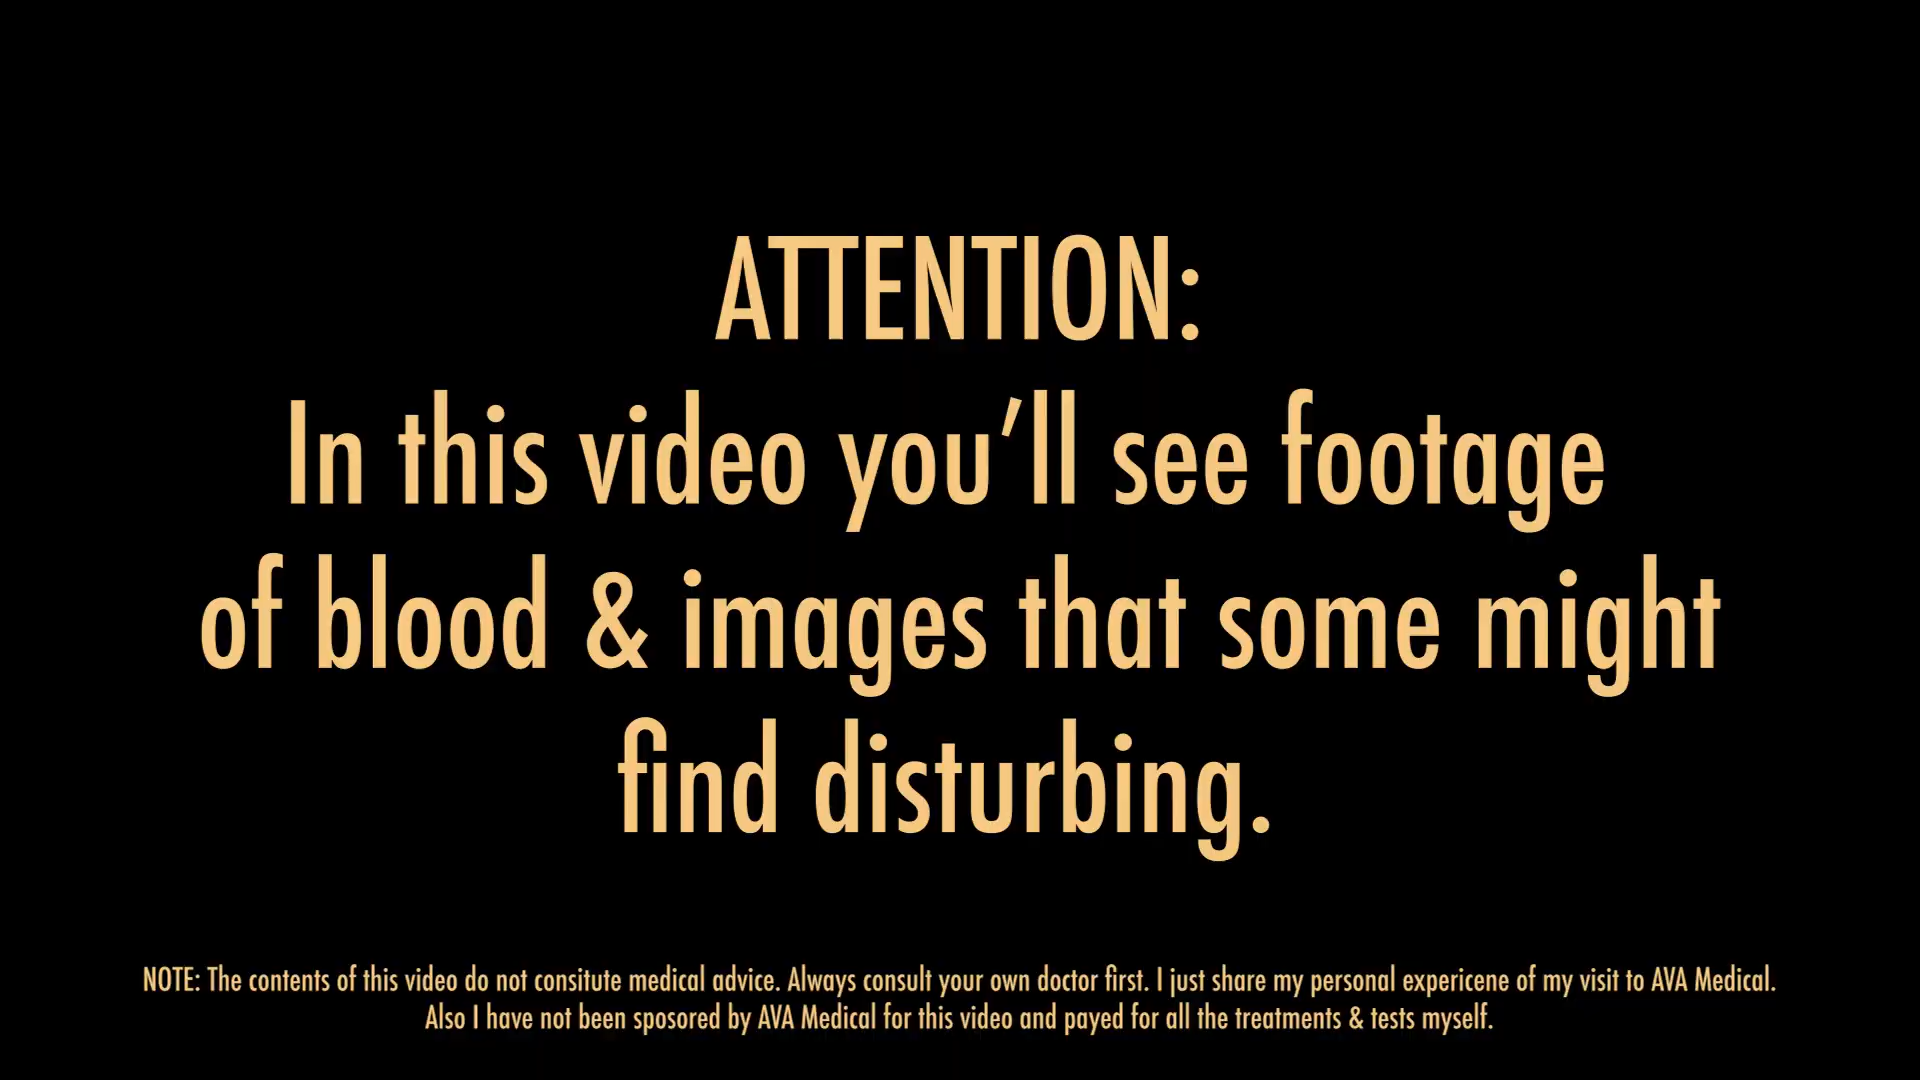 ATTENTION:
In this video you’ll see footage
of blood & images that some might
find disturbing.
NOTE: The contents of this video do not consitute medical advice. Always consult your own doctor first. I just share my personal expericene of my visit to AVA Medical.
Also I have not been sposored by AVA Medical for this video and payed for all the treatments & tests myself.